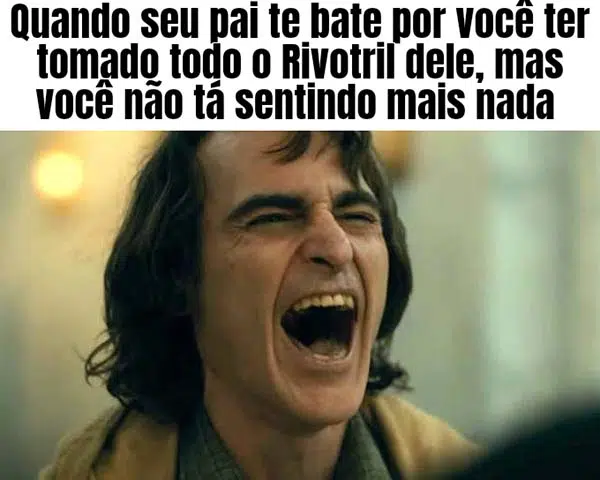 Quando seu pai te bate por você ter
tomado todo o Rivotril dele, mas
você não tá sentindo mais nada